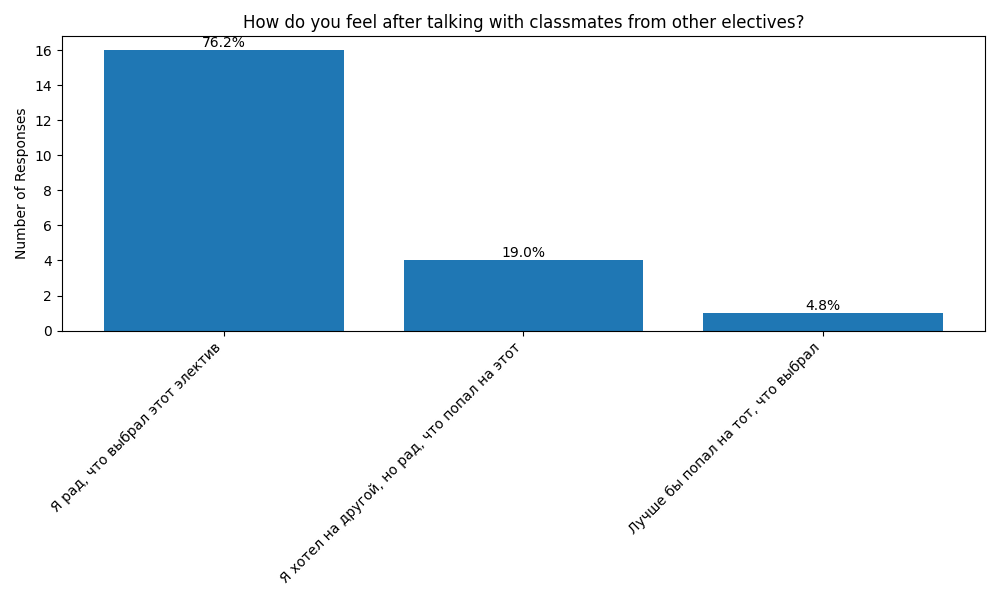 How do you feel after talking with classmates from other electives?
Number of Responses
16
14
12
10
8
6
4
2
0
76.2%
19.0%
4.8%
Я рад, что выбрал этот электив
Я хотел на другой, но рад, что попал на этот
Лучше бы попал на тот, что выбрал